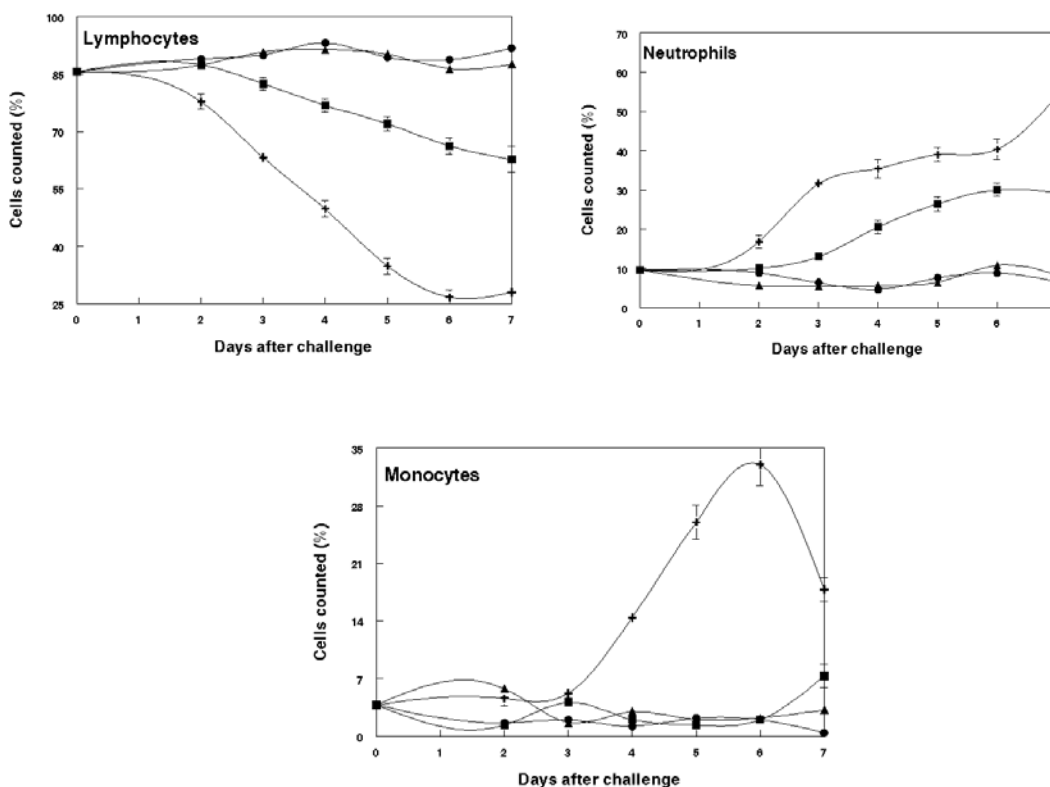 Lymphocytes
Cells counted (%)
100
85
70
55
40
25
0 1 2 3 4 5 6 7
Days after challenge
Neutrophils
Cells counted (%)
70
60
50
40
30
20
10
0
0 1 2 3 4 5 6
Days after challenge
Monocytes
Cells counted (%)
35
28
21
14
7
0
0 1 2 3 4 5 6 7
Days after challenge